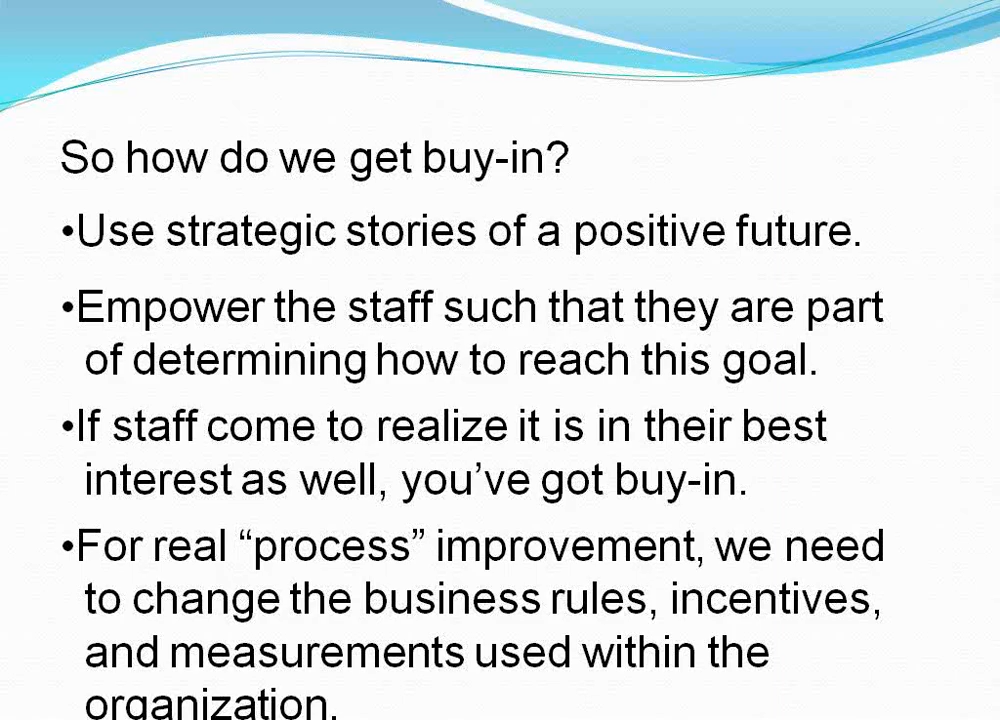 So how do we get buy-in?
•Use strategic stories of a positive future.
•Empower the staff such that they are part
of determining how to reach this goal.
•If staff come to realize it is in their best
interest as well, you’ve got buy-in.
•For real “process” improvement, we need
to change the business rules, incentives,
and measurements used within the
organization.